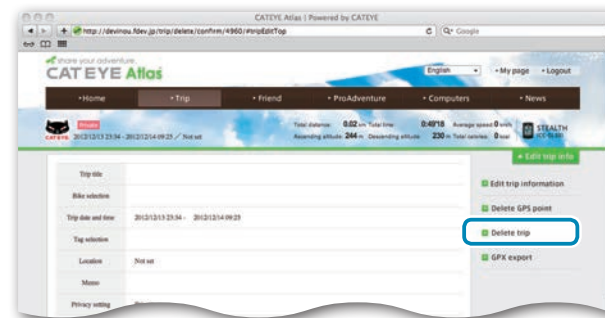 CATEYE Atlas | Powered by CATEYE
http://devinou.fdev.jp/trip/delete/confirm/4960/#tripEditTop
Google
share your adventure.
CAT EYE Atlas
English
My page
Logout
Home
Trip
Friend
ProAdventure
Computers
News
CATEYE
Private
2012/12/13 23:34 - 2012/12/14 09:25 / Not set
Total distance: 0.02 km Total time 0:49'18 Average speed 0 km/h
Ascending altitude 244 m Descending altitude 230 m Total calories 0 kcal
STEALTH
Edit trip info
Trip title
Bike selection
Trip date and time 2012/12/13 23:34 - 2012/12/14 09:25
Tag selection
Location Not set
Memo
Privacy setting
Edit trip information
Delete GPS point
Delete trip
GPX export